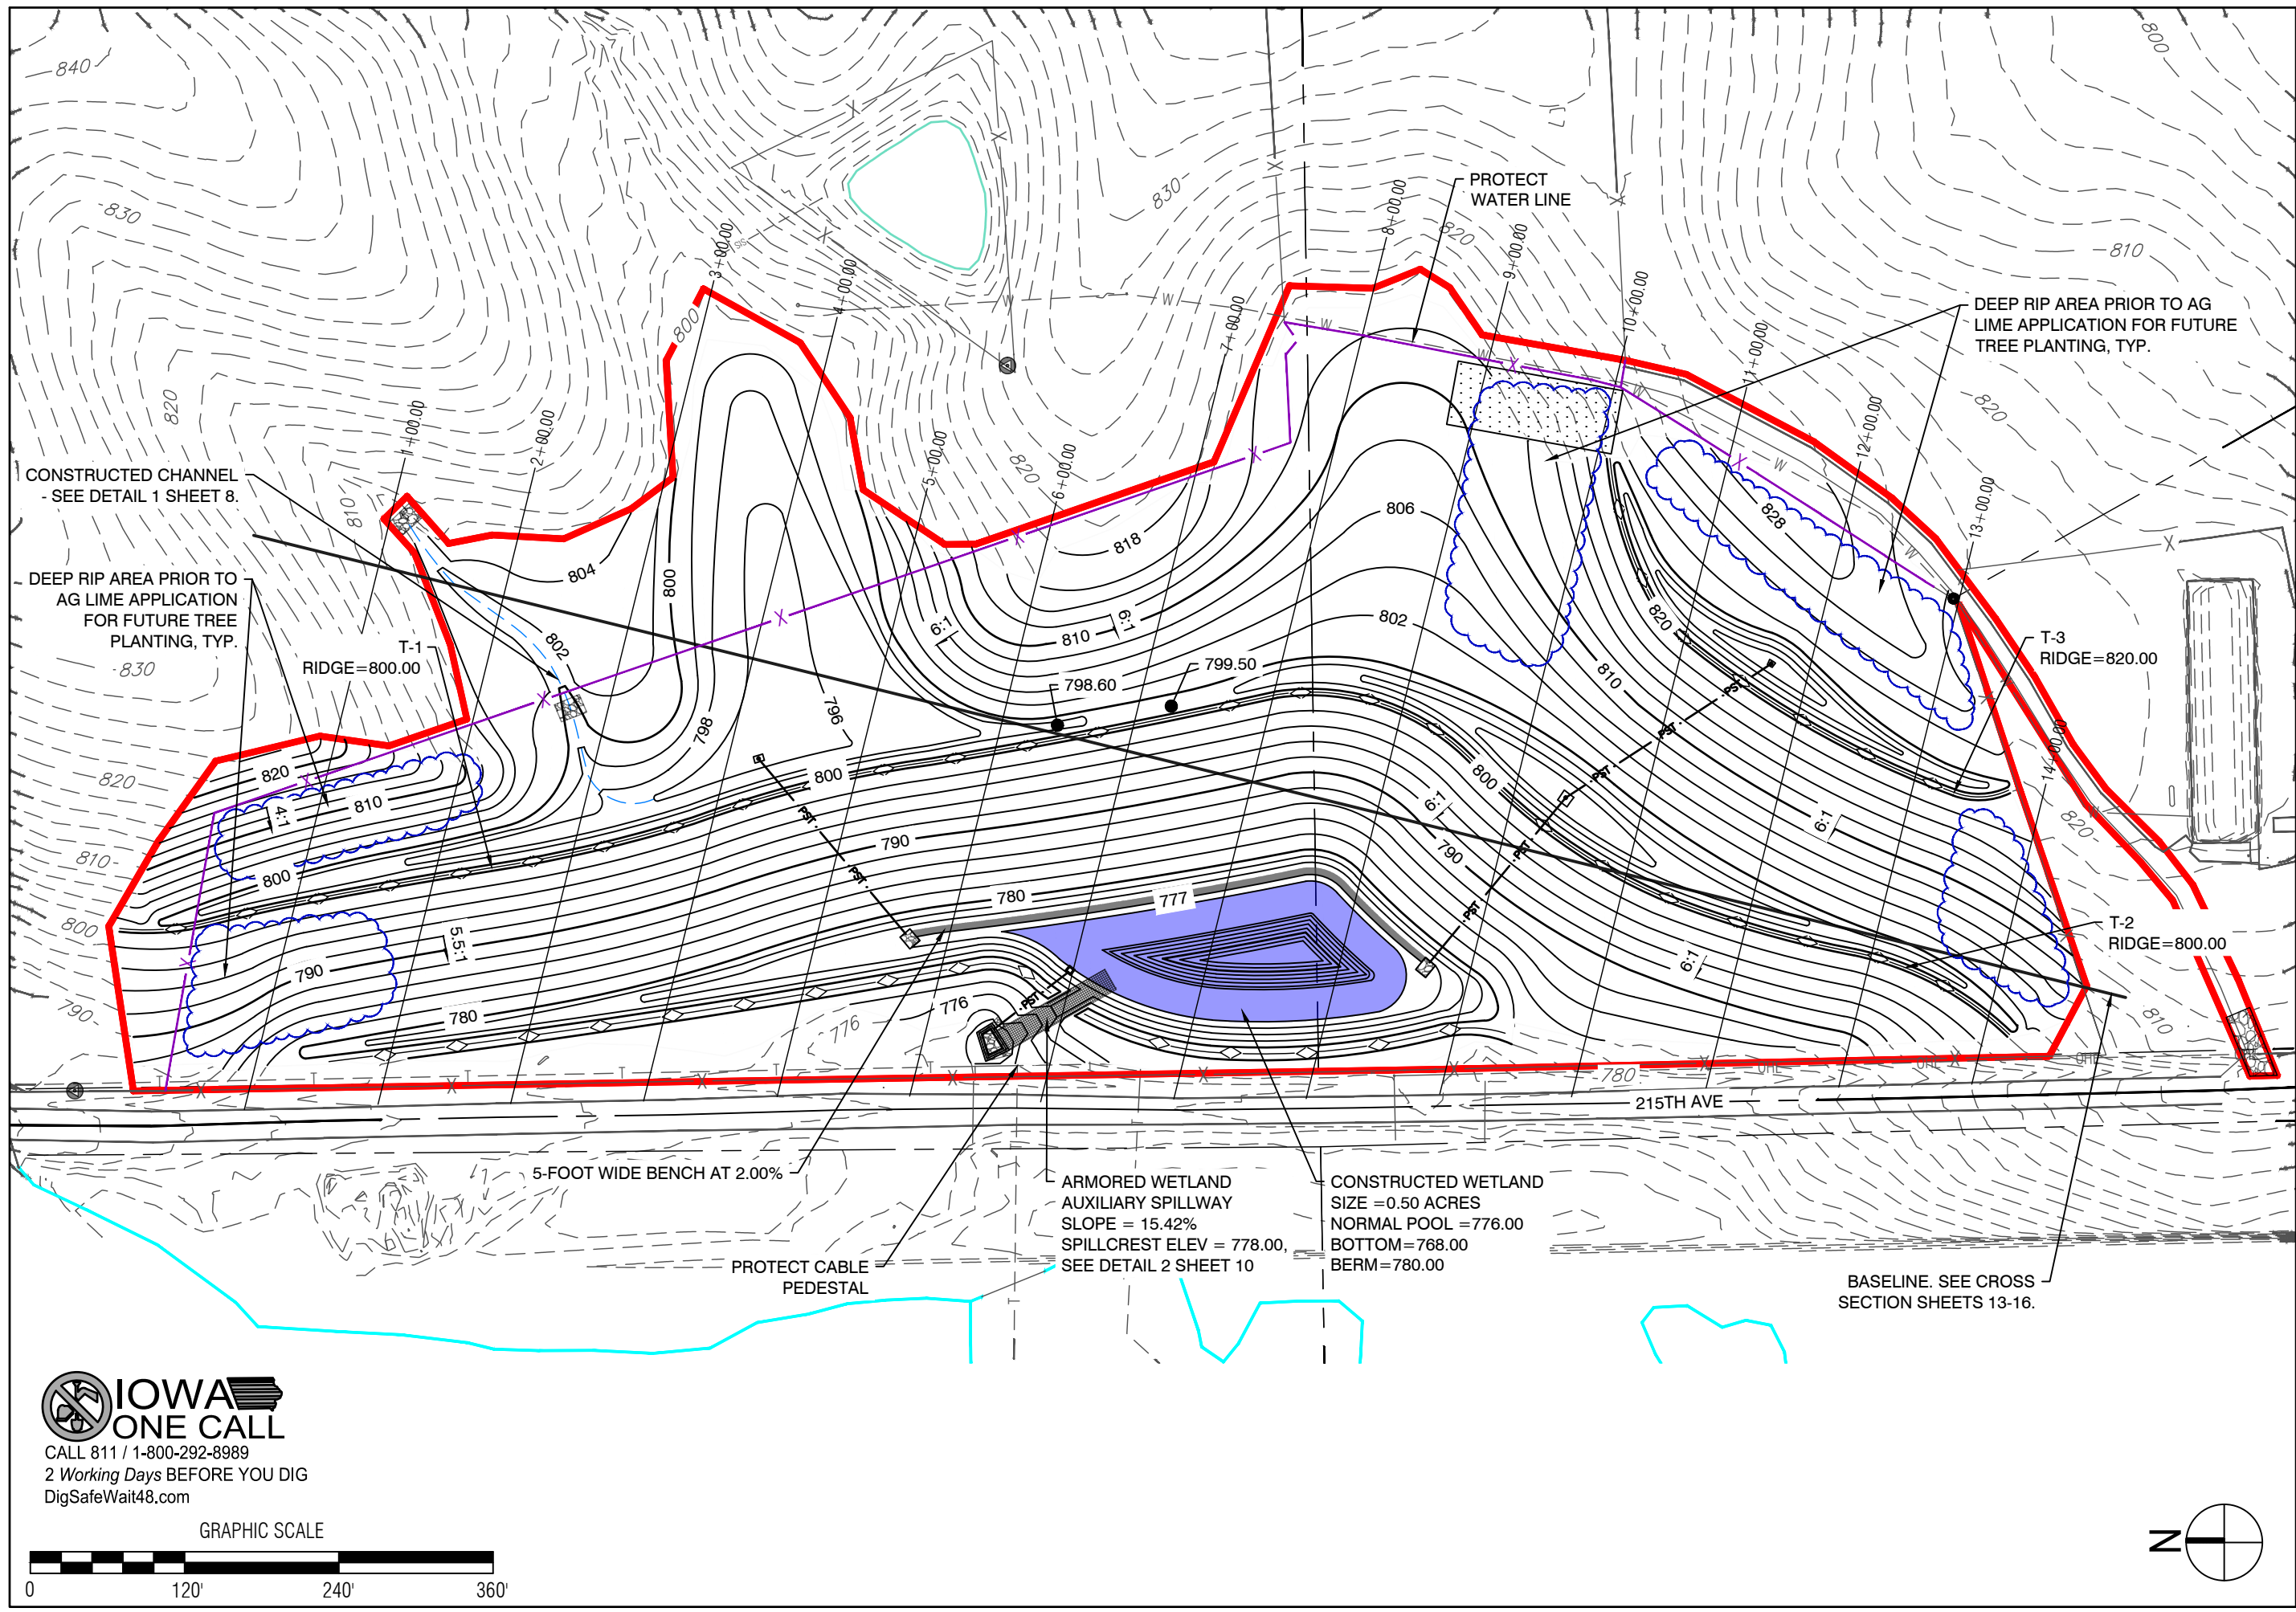 840
800
830
830
820
810
820
PROTECT
WATER LINE
8+00.00
9+00.00
3+00.00
4+00.00
7+00.00
10+00.00
11+00.00
DEEP RIP AREA PRIOR TO AG
LIME APPLICATION FOR FUTURE
TREE PLANTING, TYP.
800
820
1+00.00
2+00.00
5+00.00
6+00.00
12+00.00
13+00.00
820
820
CONSTRUCTED CHANNEL
- SEE DETAIL 1 SHEET 8.
810
806
828
818
804
800
DEEP RIP AREA PRIOR TO
AG LIME APPLICATION
FOR FUTURE TREE
PLANTING, TYP.
T-1
RIDGE=800.00
802
6:1
810
6:1
802
820
810
T-3
RIDGE=820.00
830
799.50
798.60
796
798
14+00.00
820
820
4:1
810
800
790
800
790
6:1
6:1
820
810
800
780
777
800
5.5:1
790
780
776
776
790
6:1
T-2
RIDGE=800.00
810
PST
PST
PST
PST
PST
PST
PST
PST
X
W
T
OHL
OHL
780
215TH AVE
5-FOOT WIDE BENCH AT 2.00%
ARMORED WETLAND
AUXILIARY SPILLWAY
SLOPE = 15.42%
SPILLCREST ELEV = 778.00,
SEE DETAIL 2 SHEET 10
CONSTRUCTED WETLAND
SIZE =0.50 ACRES
NORMAL POOL =776.00
BOTTOM=768.00
BERM=780.00
PROTECT CABLE
PEDESTAL
BASELINE. SEE CROSS
SECTION SHEETS 13-16.
IOWA
ONE CALL
CALL 811 / 1-800-292-8989
2 Working Days BEFORE YOU DIG
DigSafeWait48.com
GRAPHIC SCALE
0 120' 240' 360'
N